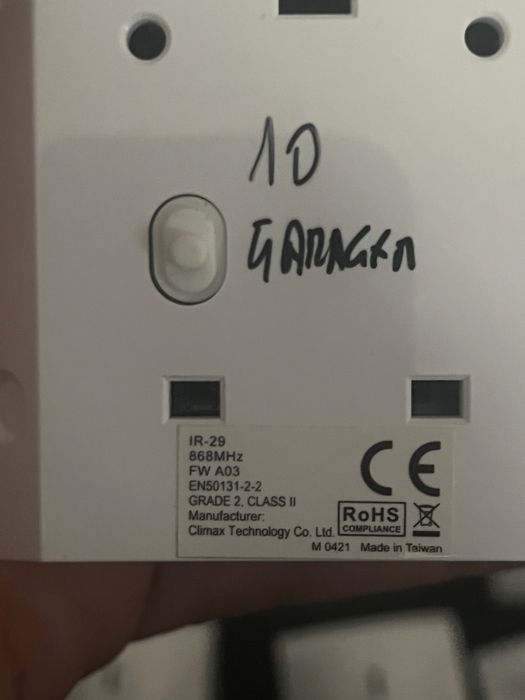 10
GARAGEN
IR-29
868MHz
FW A03
EN50131-2-2
GRADE 2, CLASS II
Manufacturer:
Climax Technology Co. Ltd.
CE
RoHS
COMPLIANCE
M 0421 Made in Taiwan